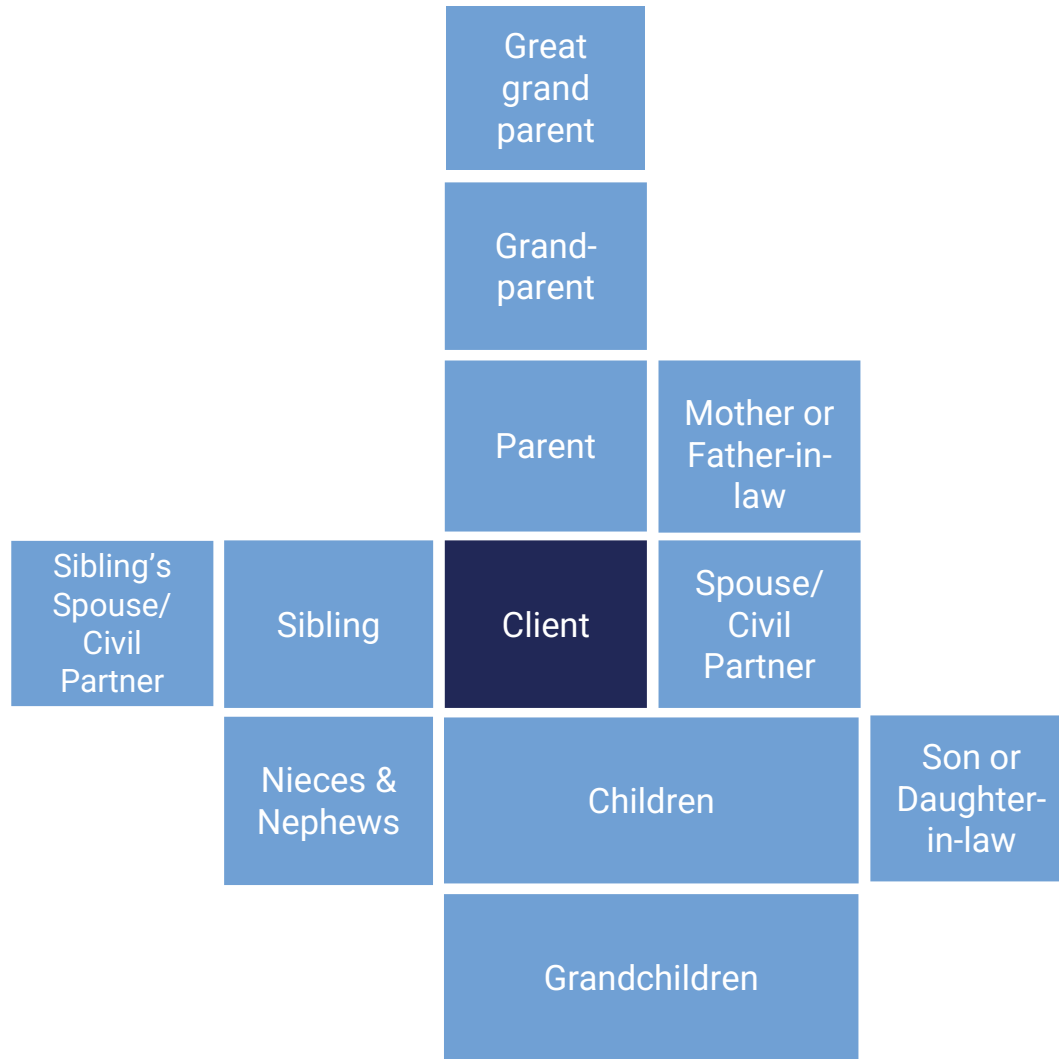 Great
grand
parent
Grand-
parent
Parent
Mother or
Father-in-
law
Sibling’s
Spouse/
Civil
Partner
Sibling
Client
Spouse/
Civil
Partner
Nieces &
Nephews
Children
Son or
Daughter-
in-law
Grandchildren